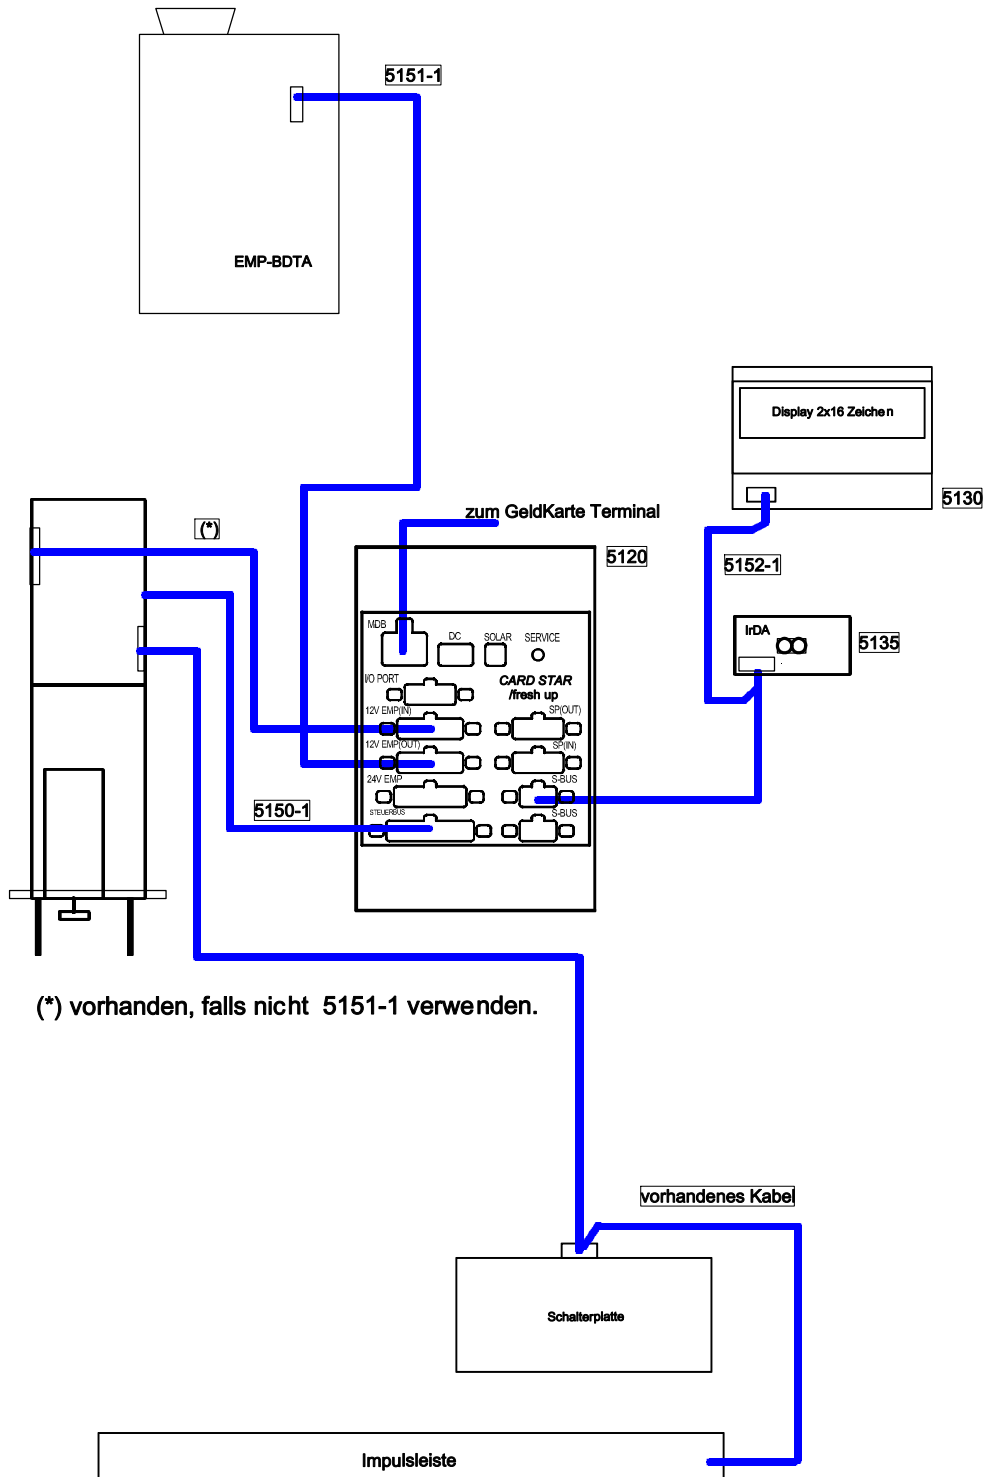 5151-1
EMP-BDTA
Display 2x16 Zeichen
5130
zum GeldKarte Terminal
(*)
5120
5152-1
MDB
DC
SOLAR
SERVICE
IrDA
5135
I/O PORT
CARD STAR
/fresh up
12V EMP(IN)
SP(OUT)
12V EMP(OUT)
SP(IN)
24V EMP
S-BUS
5150-1
STEUERBUS
S-BUS
(*) vorhanden, falls nicht 5151-1 verwenden.
vorhandenes Kabel
Schalterplatte
Impulsleiste